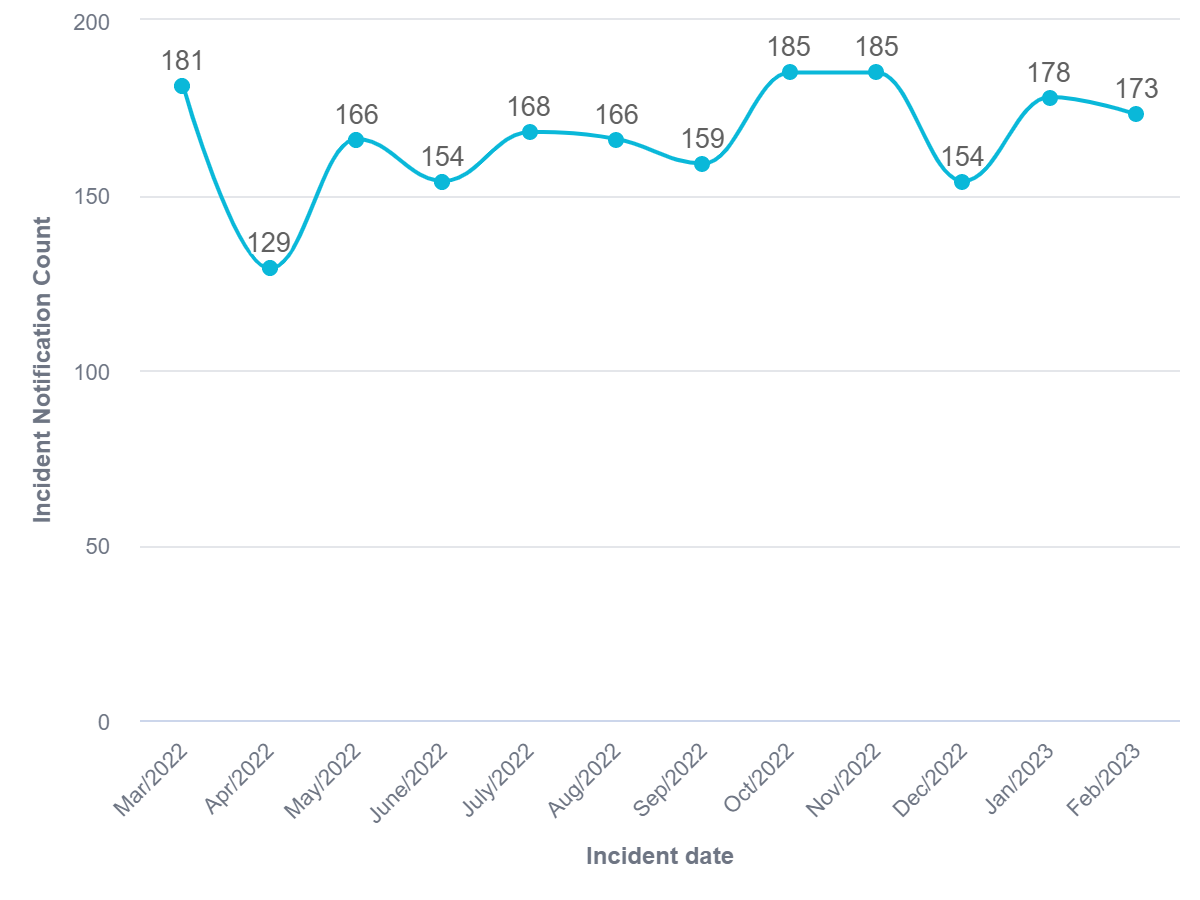 200
150
100
50
0
Incident Notification Count
181
129
166
154
168
166
159
185
185
154
178
173
Mar/2022
Apr/2022
May/2022
June/2022
July/2022
Aug/2022
Sep/2022
Oct/2022
Nov/2022
Dec/2022
Jan/2023
Feb/2023
Incident date